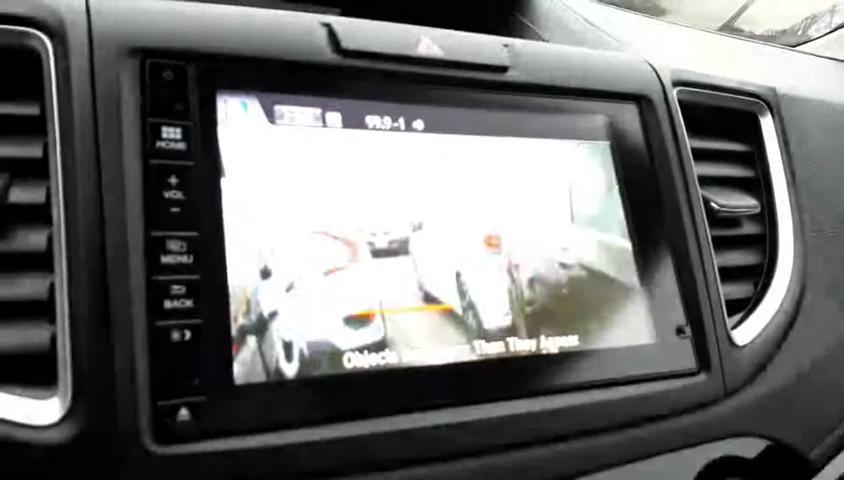 99.9-1
HOME
+
VOL
-
MENU
BACK
Objects Than They Appear